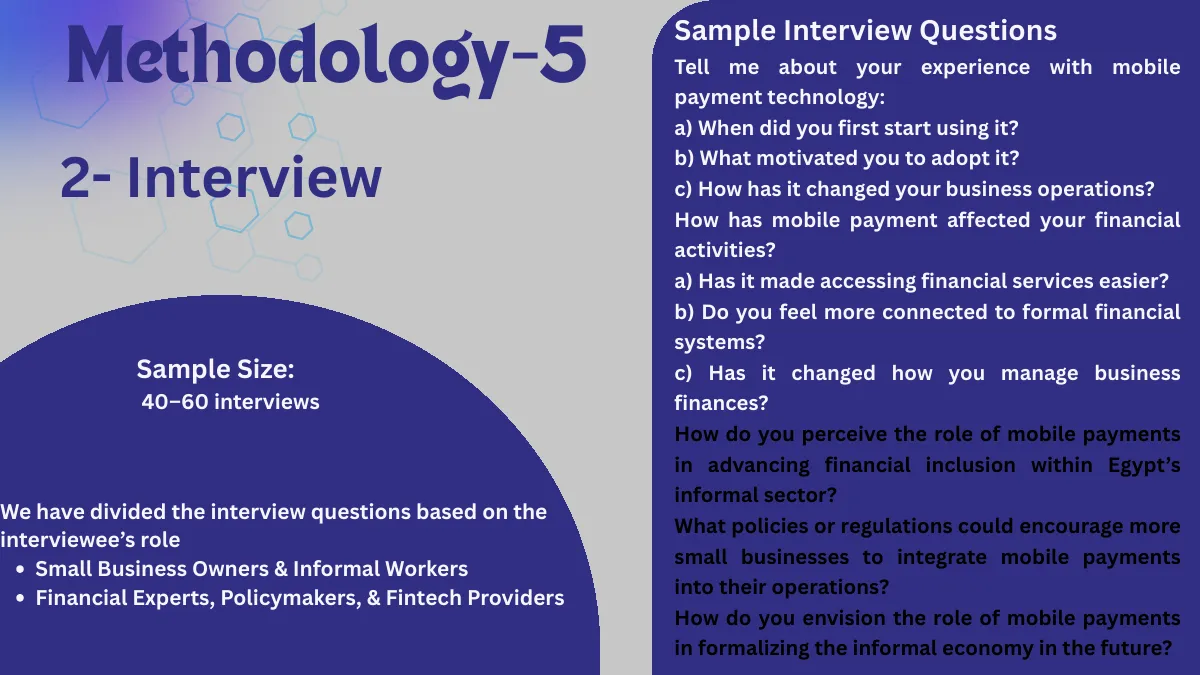 Methodology-5
2- Interview
Sample Size:
40–60 interviews
We have divided the interview questions based on the
interviewee’s role
• Small Business Owners & Informal Workers
• Financial Experts, Policymakers, & Fintech Providers
Sample Interview Questions
Tell me about your experience with mobile
payment technology:
a) When did you first start using it?
b) What motivated you to adopt it?
c) How has it changed your business operations?
How has mobile payment affected your financial
activities?
a) Has it made accessing financial services easier?
b) Do you feel more connected to formal financial
systems?
c) Has it changed how you manage business
finances?
How do you perceive the role of mobile payments
in advancing financial inclusion within Egypt’s
informal sector?
What policies or regulations could encourage more
small businesses to integrate mobile payments
into their operations?
How do you envision the role of mobile payments
in formalizing the informal economy in the future?